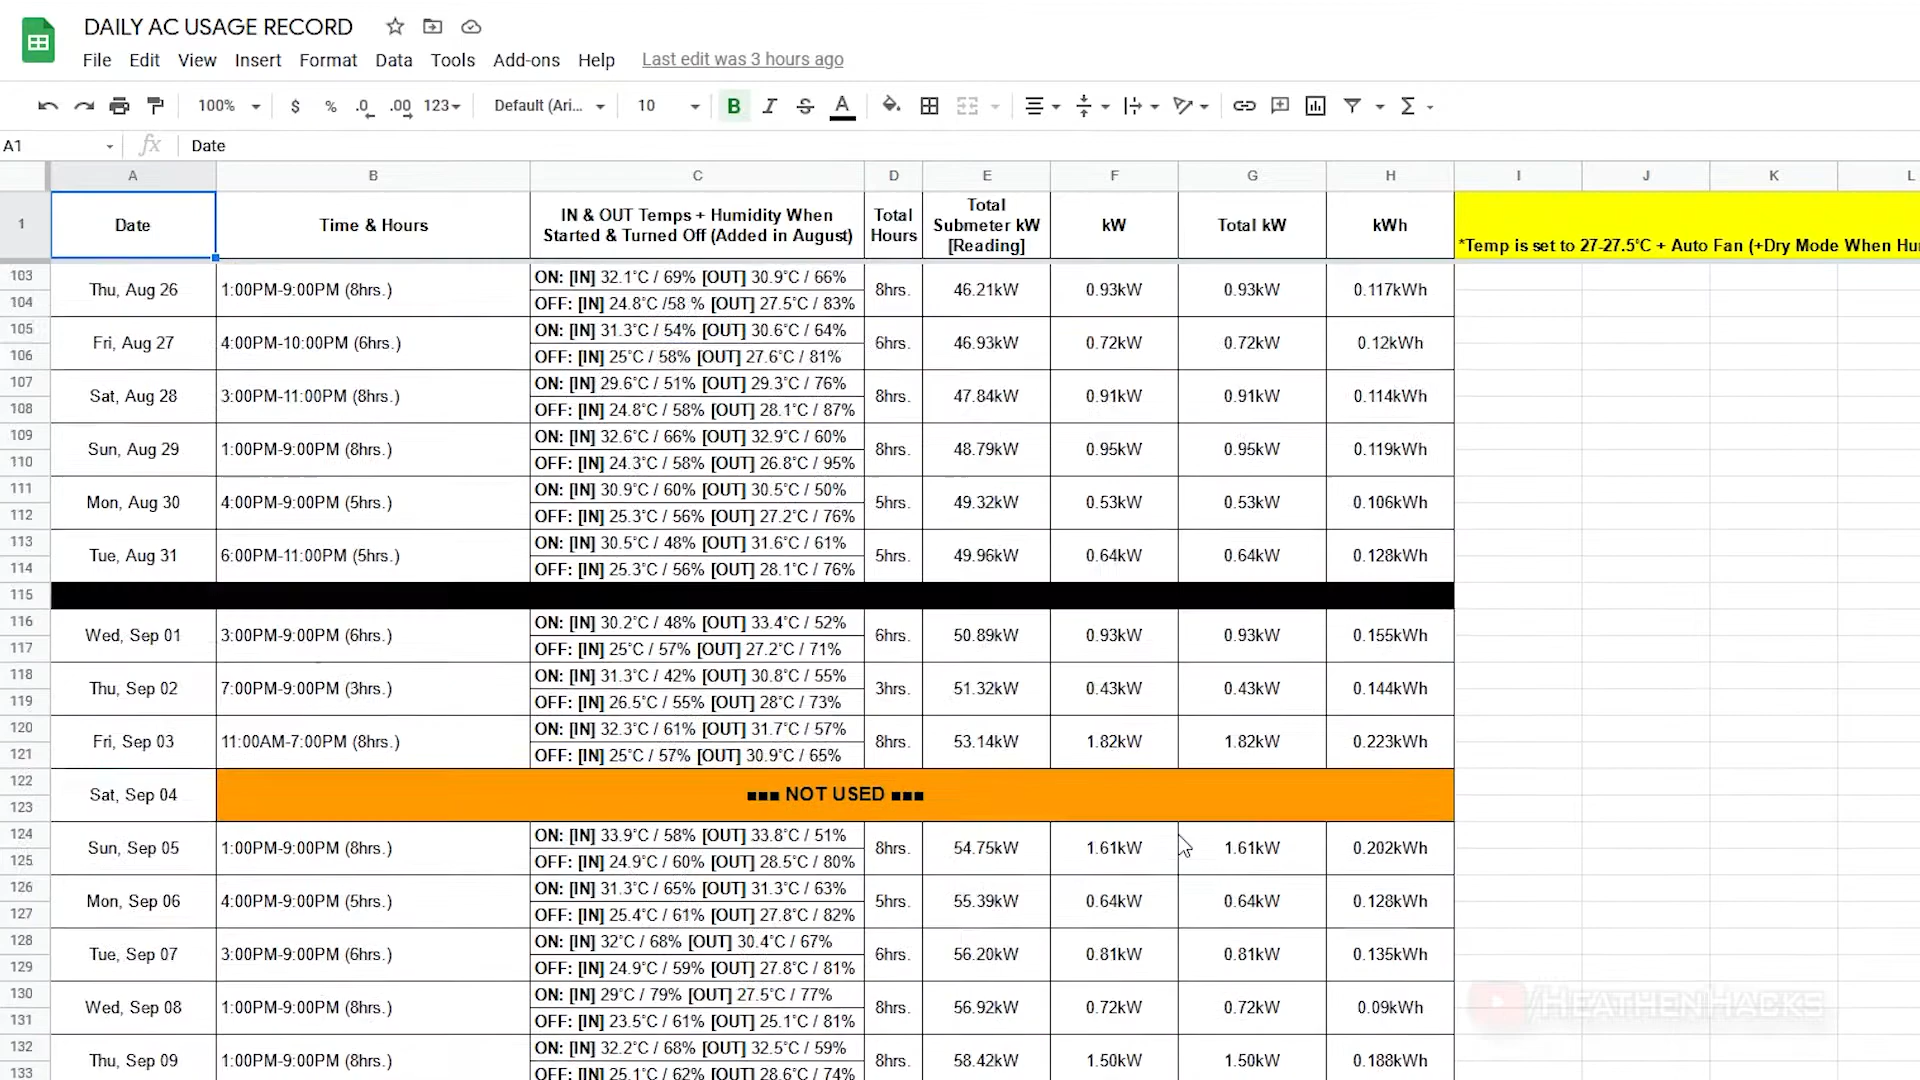 DAILY AC USAGE RECORD
File Edit View Insert Format Data Tools Add-ons Help Last edit was 3 hours ago
100% $ % .0 .00 123 Default (Ari... 10 B I S A Σ
A1 fx Date
A B C D E F G H I J K L
1 Date Time & Hours IN & OUT Temps + Humidity When Started & Turned Off (Added in August) Total Hours Total Submeter kW [Reading] kW Total kW kWh *Temp is set to 27-27.5°C + Auto Fan (+Dry Mode When Hu
103 ON: [IN] 32.1°C / 69% [OUT] 30.9°C / 66%
Thu, Aug 26 1:00PM-9:00PM (8hrs.) 8hrs. 46.21kW 0.93kW 0.93kW 0.117kWh
104 OFF: [IN] 24.8°C /58 % [OUT] 27.5°C / 83%
105 ON: [IN] 31.3°C / 54% [OUT] 30.6°C / 64%
Fri, Aug 27 4:00PM-10:00PM (6hrs.) 6hrs. 46.93kW 0.72kW 0.72kW 0.12kWh
106 OFF: [IN] 25°C / 58% [OUT] 27.6°C / 81%
107 ON: [IN] 29.6°C / 51% [OUT] 29.3°C / 76%
Sat, Aug 28 3:00PM-11:00PM (8hrs.) 8hrs. 47.84kW 0.91kW 0.91kW 0.114kWh
108 OFF: [IN] 24.8°C / 58% [OUT] 28.1°C / 87%
109 ON: [IN] 32.6°C / 66% [OUT] 32.9°C / 60%
Sun, Aug 29 1:00PM-9:00PM (8hrs.) 8hrs. 48.79kW 0.95kW 0.95kW 0.119kWh
110 OFF: [IN] 24.3°C / 58% [OUT] 26.8°C / 95%
111 ON: [IN] 30.9°C / 60% [OUT] 30.5°C / 50%
Mon, Aug 30 4:00PM-9:00PM (5hrs.) 5hrs. 49.32kW 0.53kW 0.53kW 0.106kWh
112 OFF: [IN] 25.3°C / 56% [OUT] 27.2°C / 76%
113 ON: [IN] 30.5°C / 48% [OUT] 31.6°C / 61%
Tue, Aug 31 6:00PM-11:00PM (5hrs.) 5hrs. 49.96kW 0.64kW 0.64kW 0.128kWh
114 OFF: [IN] 25.3°C / 56% [OUT] 28.1°C / 76%
115
116 ON: [IN] 30.2°C / 48% [OUT] 33.4°C / 52%
Wed, Sep 01 3:00PM-9:00PM (6hrs.) 6hrs. 50.89kW 0.93kW 0.93kW 0.155kWh
117 OFF: [IN] 25°C / 57% [OUT] 27.2°C / 71%
118 ON: [IN] 31.3°C / 42% [OUT] 30.8°C / 55%
Thu, Sep 02 7:00PM-9:00PM (3hrs.) 3hrs. 51.32kW 0.43kW 0.43kW 0.144kWh
119 OFF: [IN] 26.5°C / 55% [OUT] 28°C / 73%
120 ON: [IN] 32.3°C / 61% [OUT] 31.7°C / 57%
Fri, Sep 03 11:00AM-7:00PM (8hrs.) 8hrs. 53.14kW 1.82kW 1.82kW 0.223kWh
121 OFF: [IN] 25°C / 57% [OUT] 30.9°C / 65%
122
Sat, Sep 04 ■■■ NOT USED ■■■
123
124 ON: [IN] 33.9°C / 58% [OUT] 33.8°C / 51%
Sun, Sep 05 1:00PM-9:00PM (8hrs.) 8hrs. 54.75kW 1.61kW 1.61kW 0.202kWh
125 OFF: [IN] 24.9°C / 60% [OUT] 28.5°C / 80%
126 ON: [IN] 31.3°C / 65% [OUT] 31.3°C / 63%
Mon, Sep 06 4:00PM-9:00PM (5hrs.) 5hrs. 55.39kW 0.64kW 0.64kW 0.128kWh
127 OFF: [IN] 25.4°C / 61% [OUT] 27.8°C / 82%
128 ON: [IN] 32°C / 68% [OUT] 30.4°C / 67%
Tue, Sep 07 3:00PM-9:00PM (6hrs.) 6hrs. 56.20kW 0.81kW 0.81kW 0.135kWh
129 OFF: [IN] 24.9°C / 59% [OUT] 27.8°C / 81%
130 ON: [IN] 29°C / 79% [OUT] 27.5°C / 77%
Wed, Sep 08 1:00PM-9:00PM (8hrs.) 8hrs. 56.92kW 0.72kW 0.72kW 0.09kWh
131 OFF: [IN] 23.5°C / 61% [OUT] 25.1°C / 81%
132 ON: [IN] 32.2°C / 68% [OUT] 32.5°C / 59%
Thu, Sep 09 1:00PM-9:00PM (8hrs.) 8hrs. 58.42kW 1.50kW 1.50kW 0.188kWh
133 OFF: [IN] 25.1°C / 62% [OUT] 28.6°C / 74%
/HEATHENHACKS